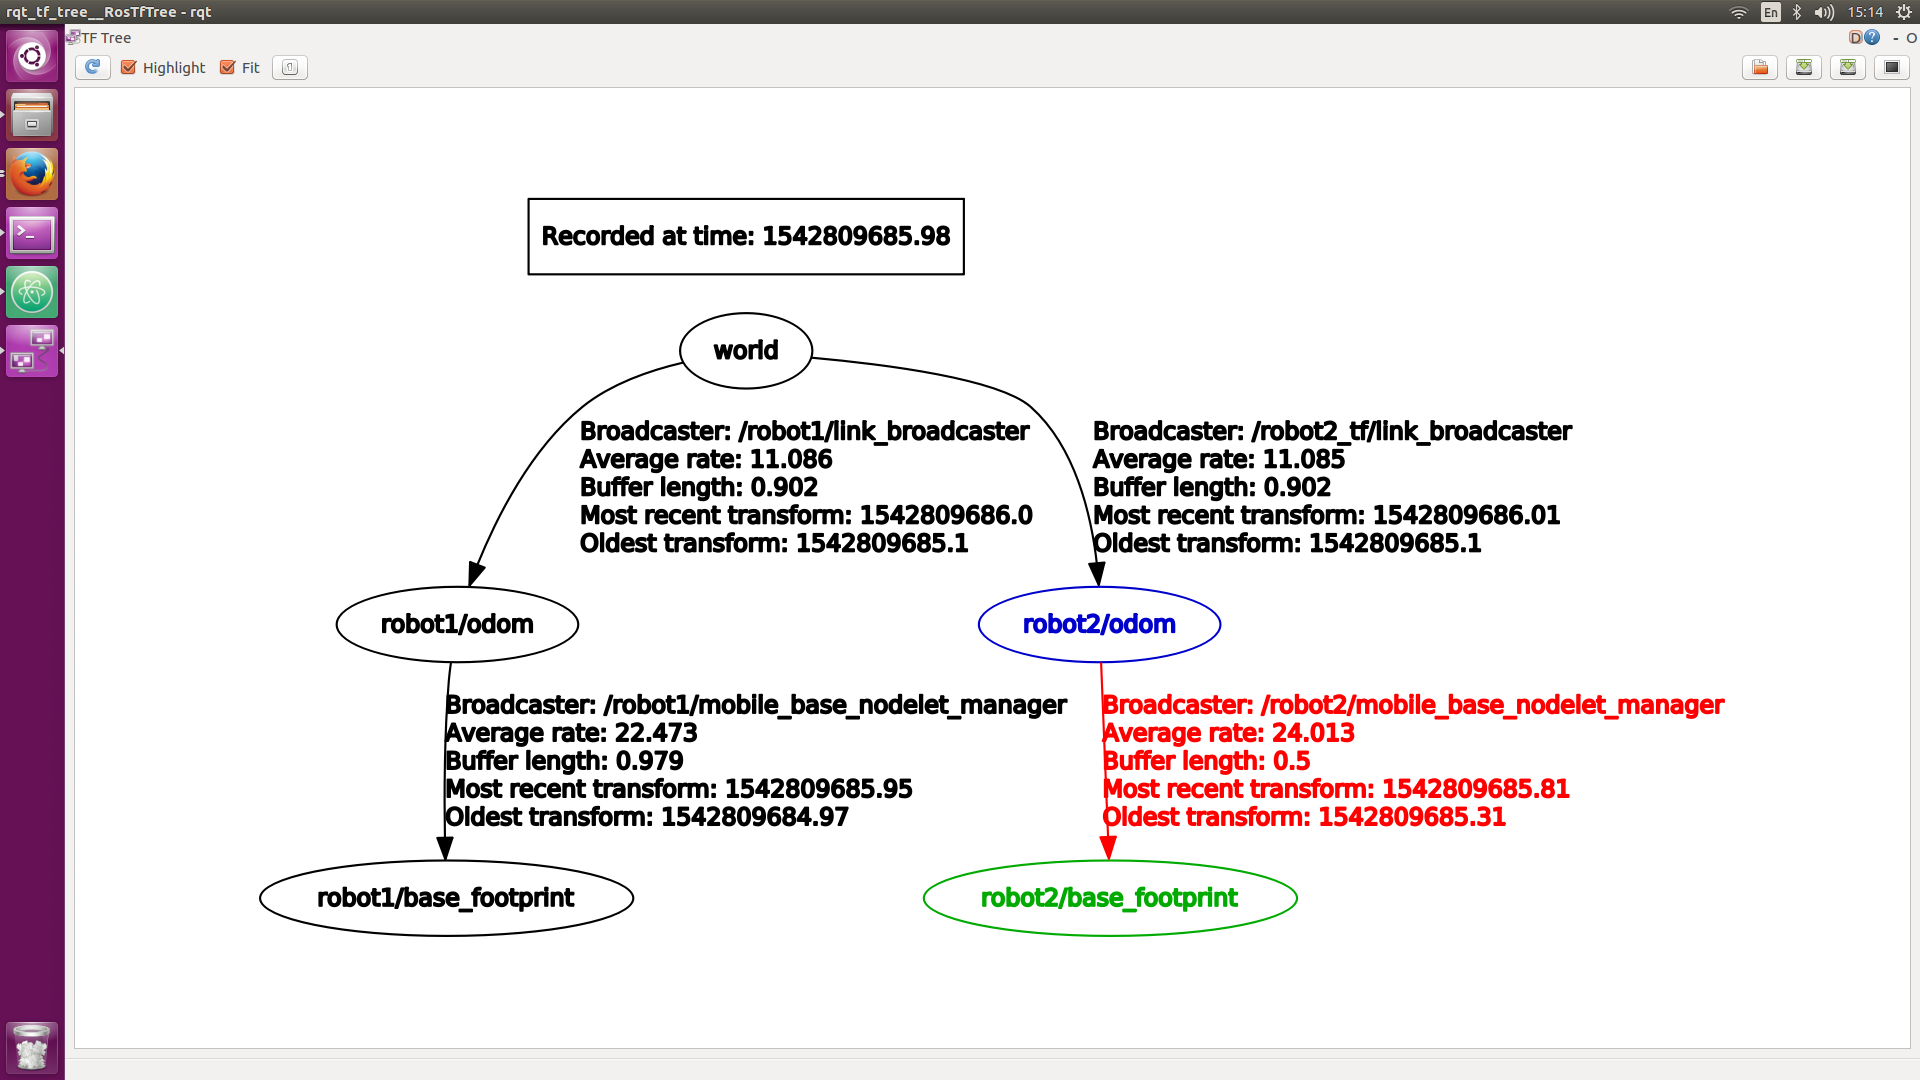 rqt_tf_tree__RosTfTree - rqt
En
15:14
TF Tree
D
- O
Highlight
Fit
Recorded at time: 1542809685.98
world
Broadcaster: /robot1/link_broadcaster
Average rate: 11.086
Buffer length: 0.902
Most recent transform: 1542809686.0
Oldest transform: 1542809685.1
Broadcaster: /robot2_tf/link_broadcaster
Average rate: 11.085
Buffer length: 0.902
Most recent transform: 1542809686.01
Oldest transform: 1542809685.1
robot1/odom
robot2/odom
Broadcaster: /robot1/mobile_base_nodelet_manager
Average rate: 22.473
Buffer length: 0.979
Most recent transform: 1542809685.95
Oldest transform: 1542809684.97
Broadcaster: /robot2/mobile_base_nodelet_manager
Average rate: 24.013
Buffer length: 0.5
Most recent transform: 1542809685.81
Oldest transform: 1542809685.31
robot1/base_footprint
robot2/base_footprint